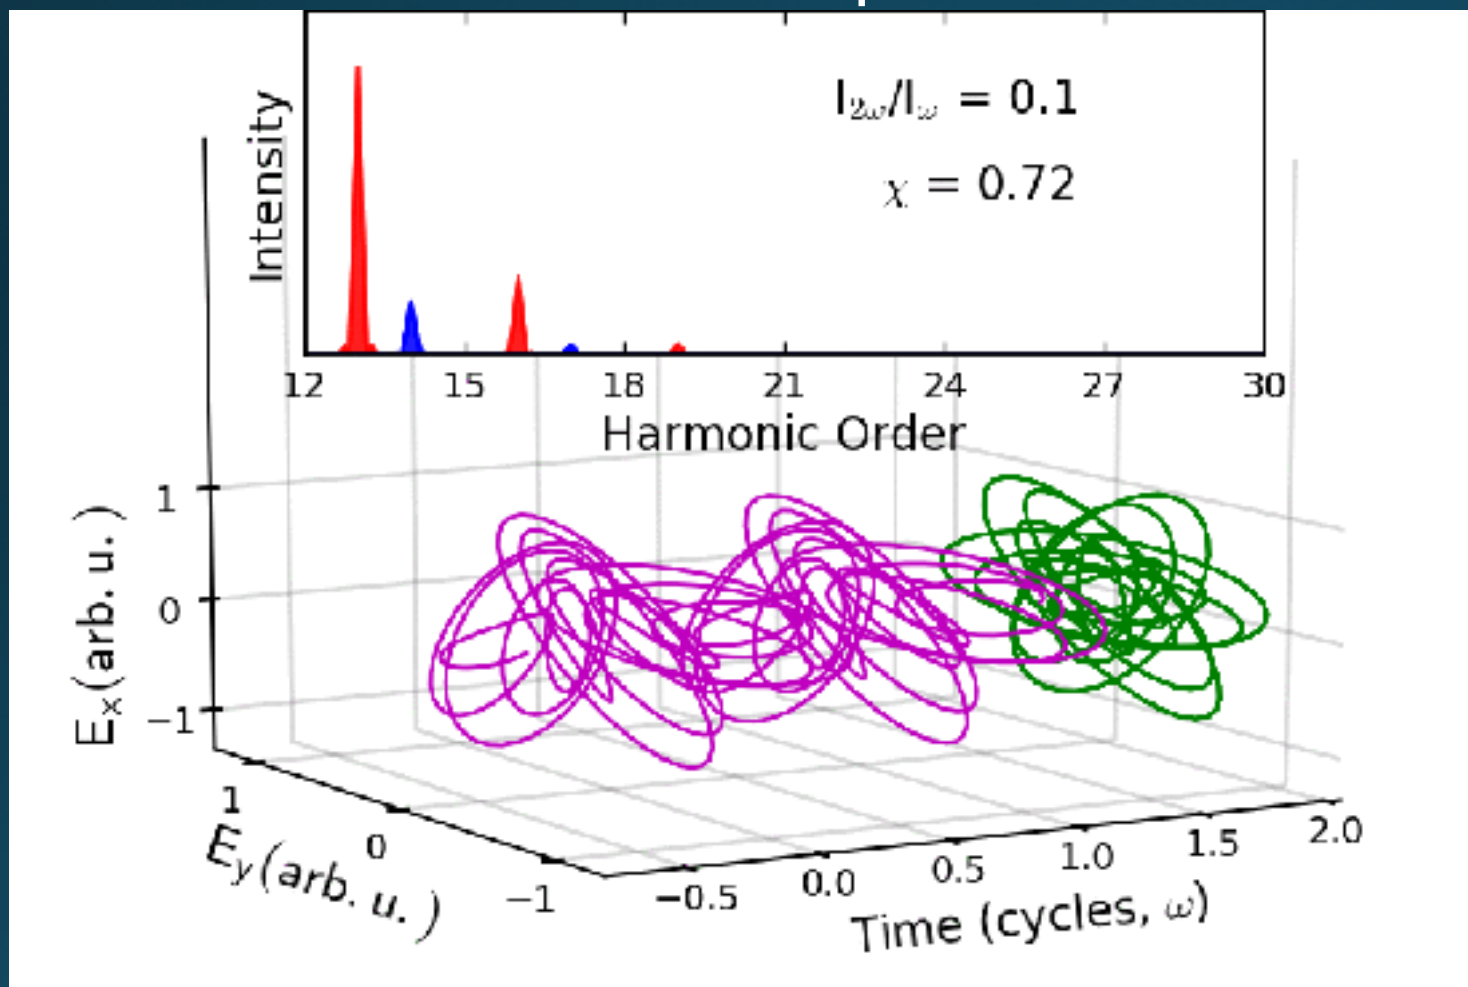 Intensity
I₂ω/Iω = 0.1
χ = 0.72
12 15 18 21 24 27 30
Harmonic Order
Eₓ(arb. u.)
1
0
−1
1
0
−1
E_y(arb. u.)
−0.5 0.0 0.5 1.0 1.5 2.0
Time (cycles, ω)